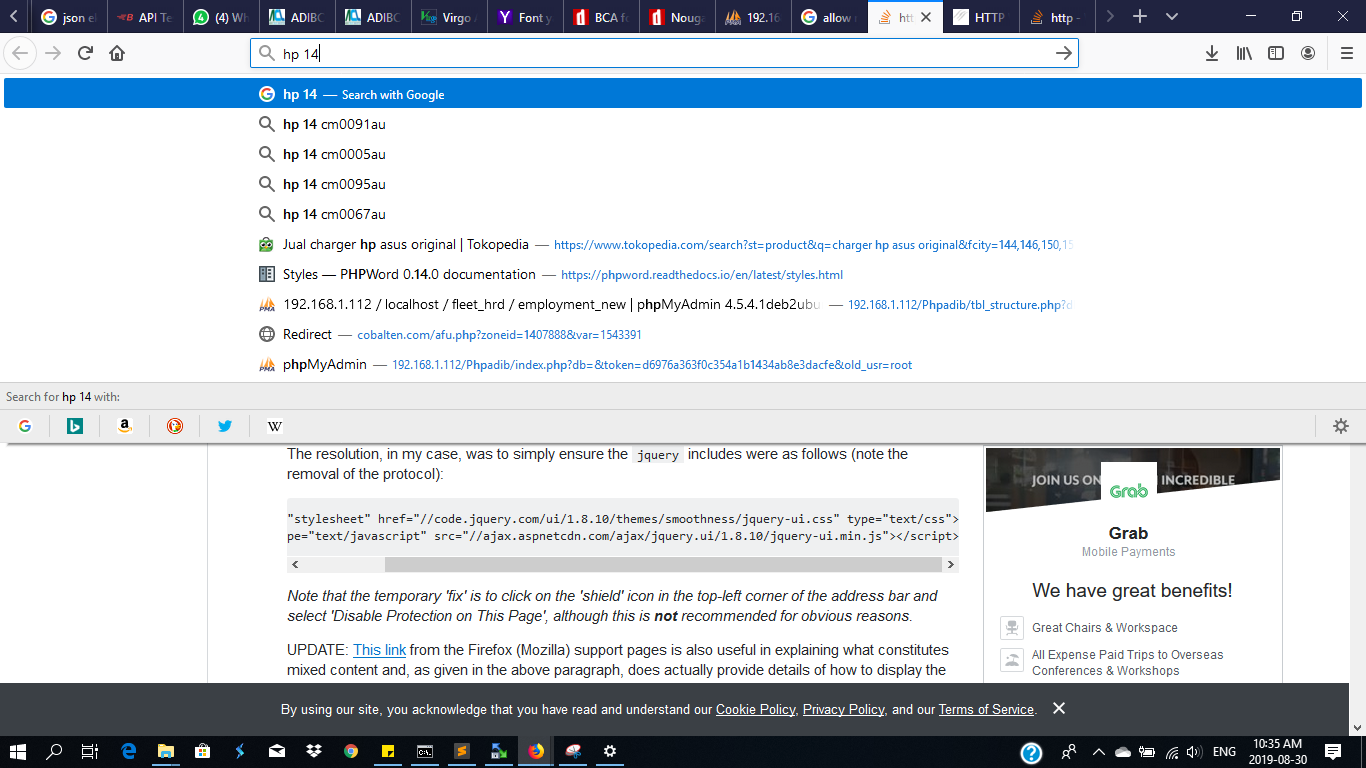 json el
API Te
(4) Wh
ADIBC
ADIBC
Virgo A
Font y
BCA fo
Nouga
192.16
allow r
htt
HTTP
http -
hp 14
hp 14 — Search with Google
hp 14 cm0091au
hp 14 cm0005au
hp 14 cm0095au
hp 14 cm0067au
Jual charger hp asus original | Tokopedia — https://www.tokopedia.com/search?st=product&q=charger hp asus original&fcity=144,146,150,15
Styles — PHPWord 0.14.0 documentation — https://phpword.readthedocs.io/en/latest/styles.html
192.168.1.112 / localhost / fleet_hrd / employment_new | phpMyAdmin 4.5.4.1deb2ubu — 192.168.1.112/Phpadib/tbl_structure.php?d
Redirect — cobalten.com/afu.php?zoneid=1407888&var=1543391
phpMyAdmin — 192.168.1.112/Phpadib/index.php?db=&token=d6976a363f0c354a1b1434ab8e3dacfe&old_usr=root
Search for hp 14 with:
The resolution, in my case, was to simply ensure the jquery includes were as follows (note the
removal of the protocol):
"stylesheet" href="//code.jquery.com/ui/1.8.10/themes/smoothness/jquery-ui.css" type="text/css">
pe="text/javascript" src="//ajax.aspnetcdn.com/ajax/jquery.ui/1.8.10/jquery-ui.min.js"></script>
Note that the temporary 'fix' is to click on the 'shield' icon in the top-left corner of the address bar and
select 'Disable Protection on This Page', although this is not recommended for obvious reasons.
UPDATE: This link from the Firefox (Mozilla) support pages is also useful in explaining what constitutes
mixed content and, as given in the above paragraph, does actually provide details of how to display the
JOIN US ON INCREDIBLE
Grab
Grab
Mobile Payments
We have great benefits!
Great Chairs & Workspace
All Expense Paid Trips to Overseas
Conferences & Workshops
By using our site, you acknowledge that you have read and understand our Cookie Policy, Privacy Policy, and our Terms of Service.
ENG
10:35 AM
2019-08-30